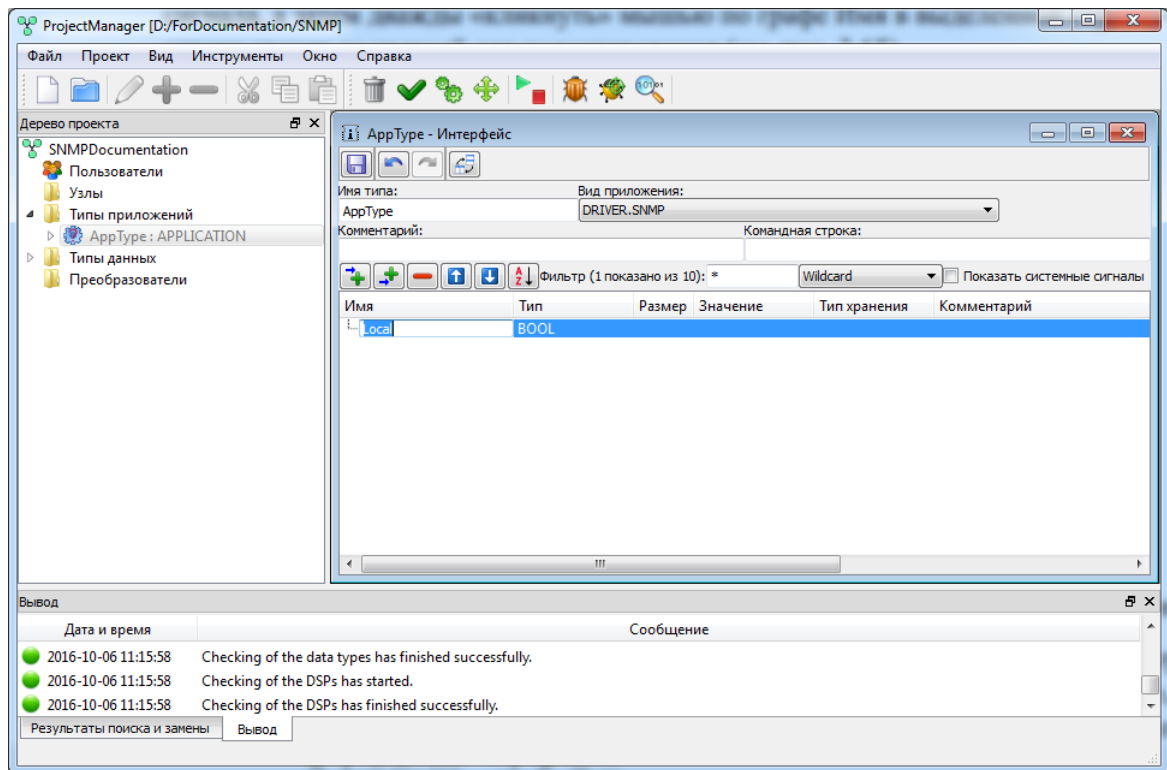 ProjectManager [D:/ForDocumentation/SNMP]
Файл Проект Вид Инструменты Окно Справка
Дерево проекта
SNMPDocumentation
Пользователи
Узлы
Типы приложений
AppType : APPLICATION
Типы данных
Преобразователи
AppType - Интерфейс
Имя типа: Вид приложения:
AppType DRIVER.SNMP
Комментарий: Командная строка:
Фильтр (1 показано из 10): * Wildcard Показать системные сигналы
Имя Тип Размер Значение Тип хранения Комментарий
Local BOOL
Вывод
Дата и время Сообщение
2016-10-06 11:15:58 Checking of the data types has finished successfully.
2016-10-06 11:15:58 Checking of the DSPs has started.
2016-10-06 11:15:58 Checking of the DSPs has finished successfully.
Результаты поиска и замены Вывод